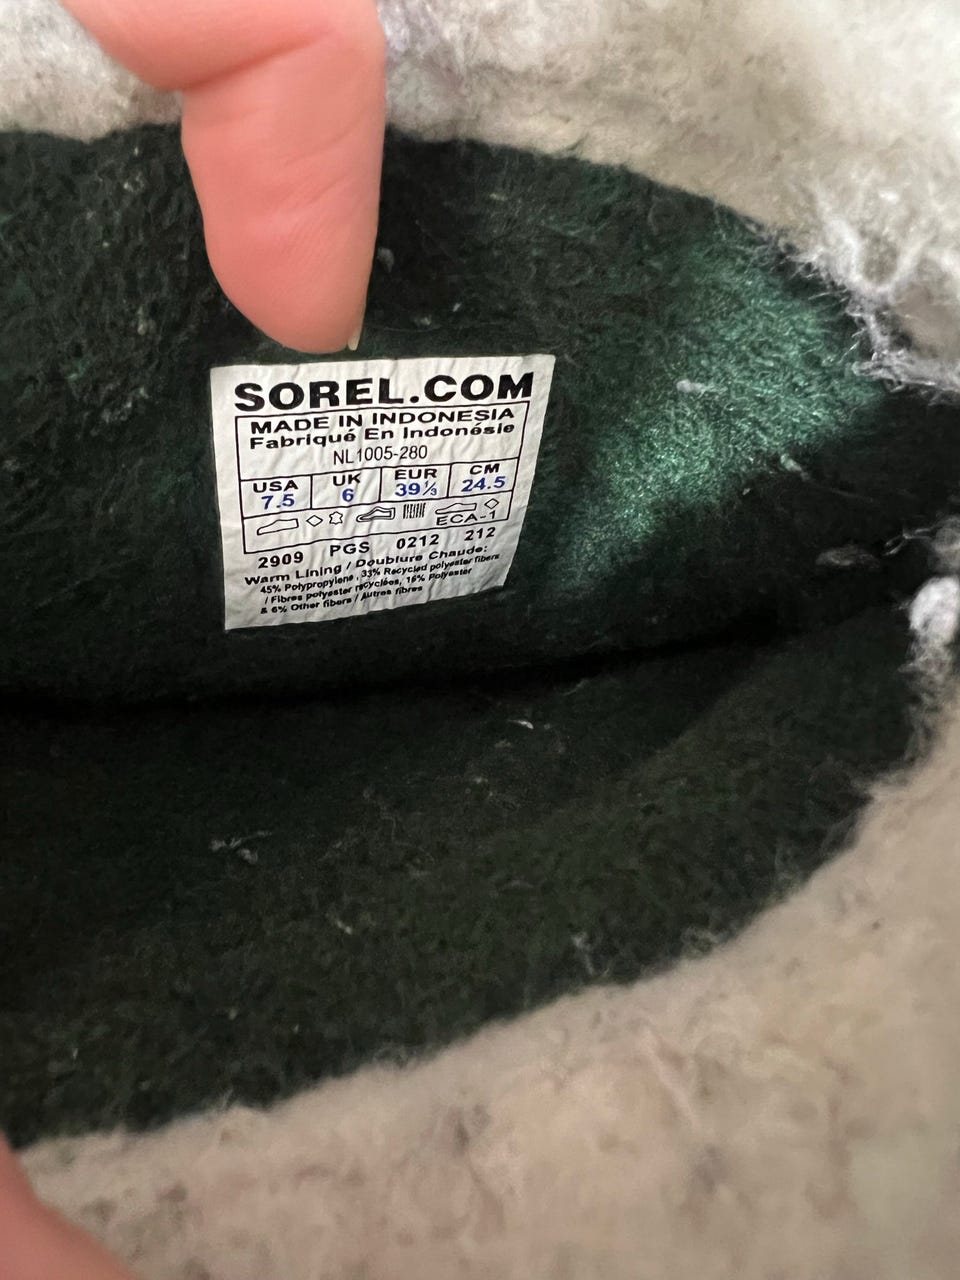 SOREL.COM
MADE IN INDONESIA
Fabriqué En Indonésie
NL1005-280
USA UK EUR CM
7.5 6 39⅓ 24.5
ECA-1
2909 PGS 0212 212
Warm Lining / Doublure Chaude:
45% Polypropylene, 33% Recycled polyester fibers
/ Fibres polyester recyclées, 16% Polyester
& 6% Other fibers / Autres fibres